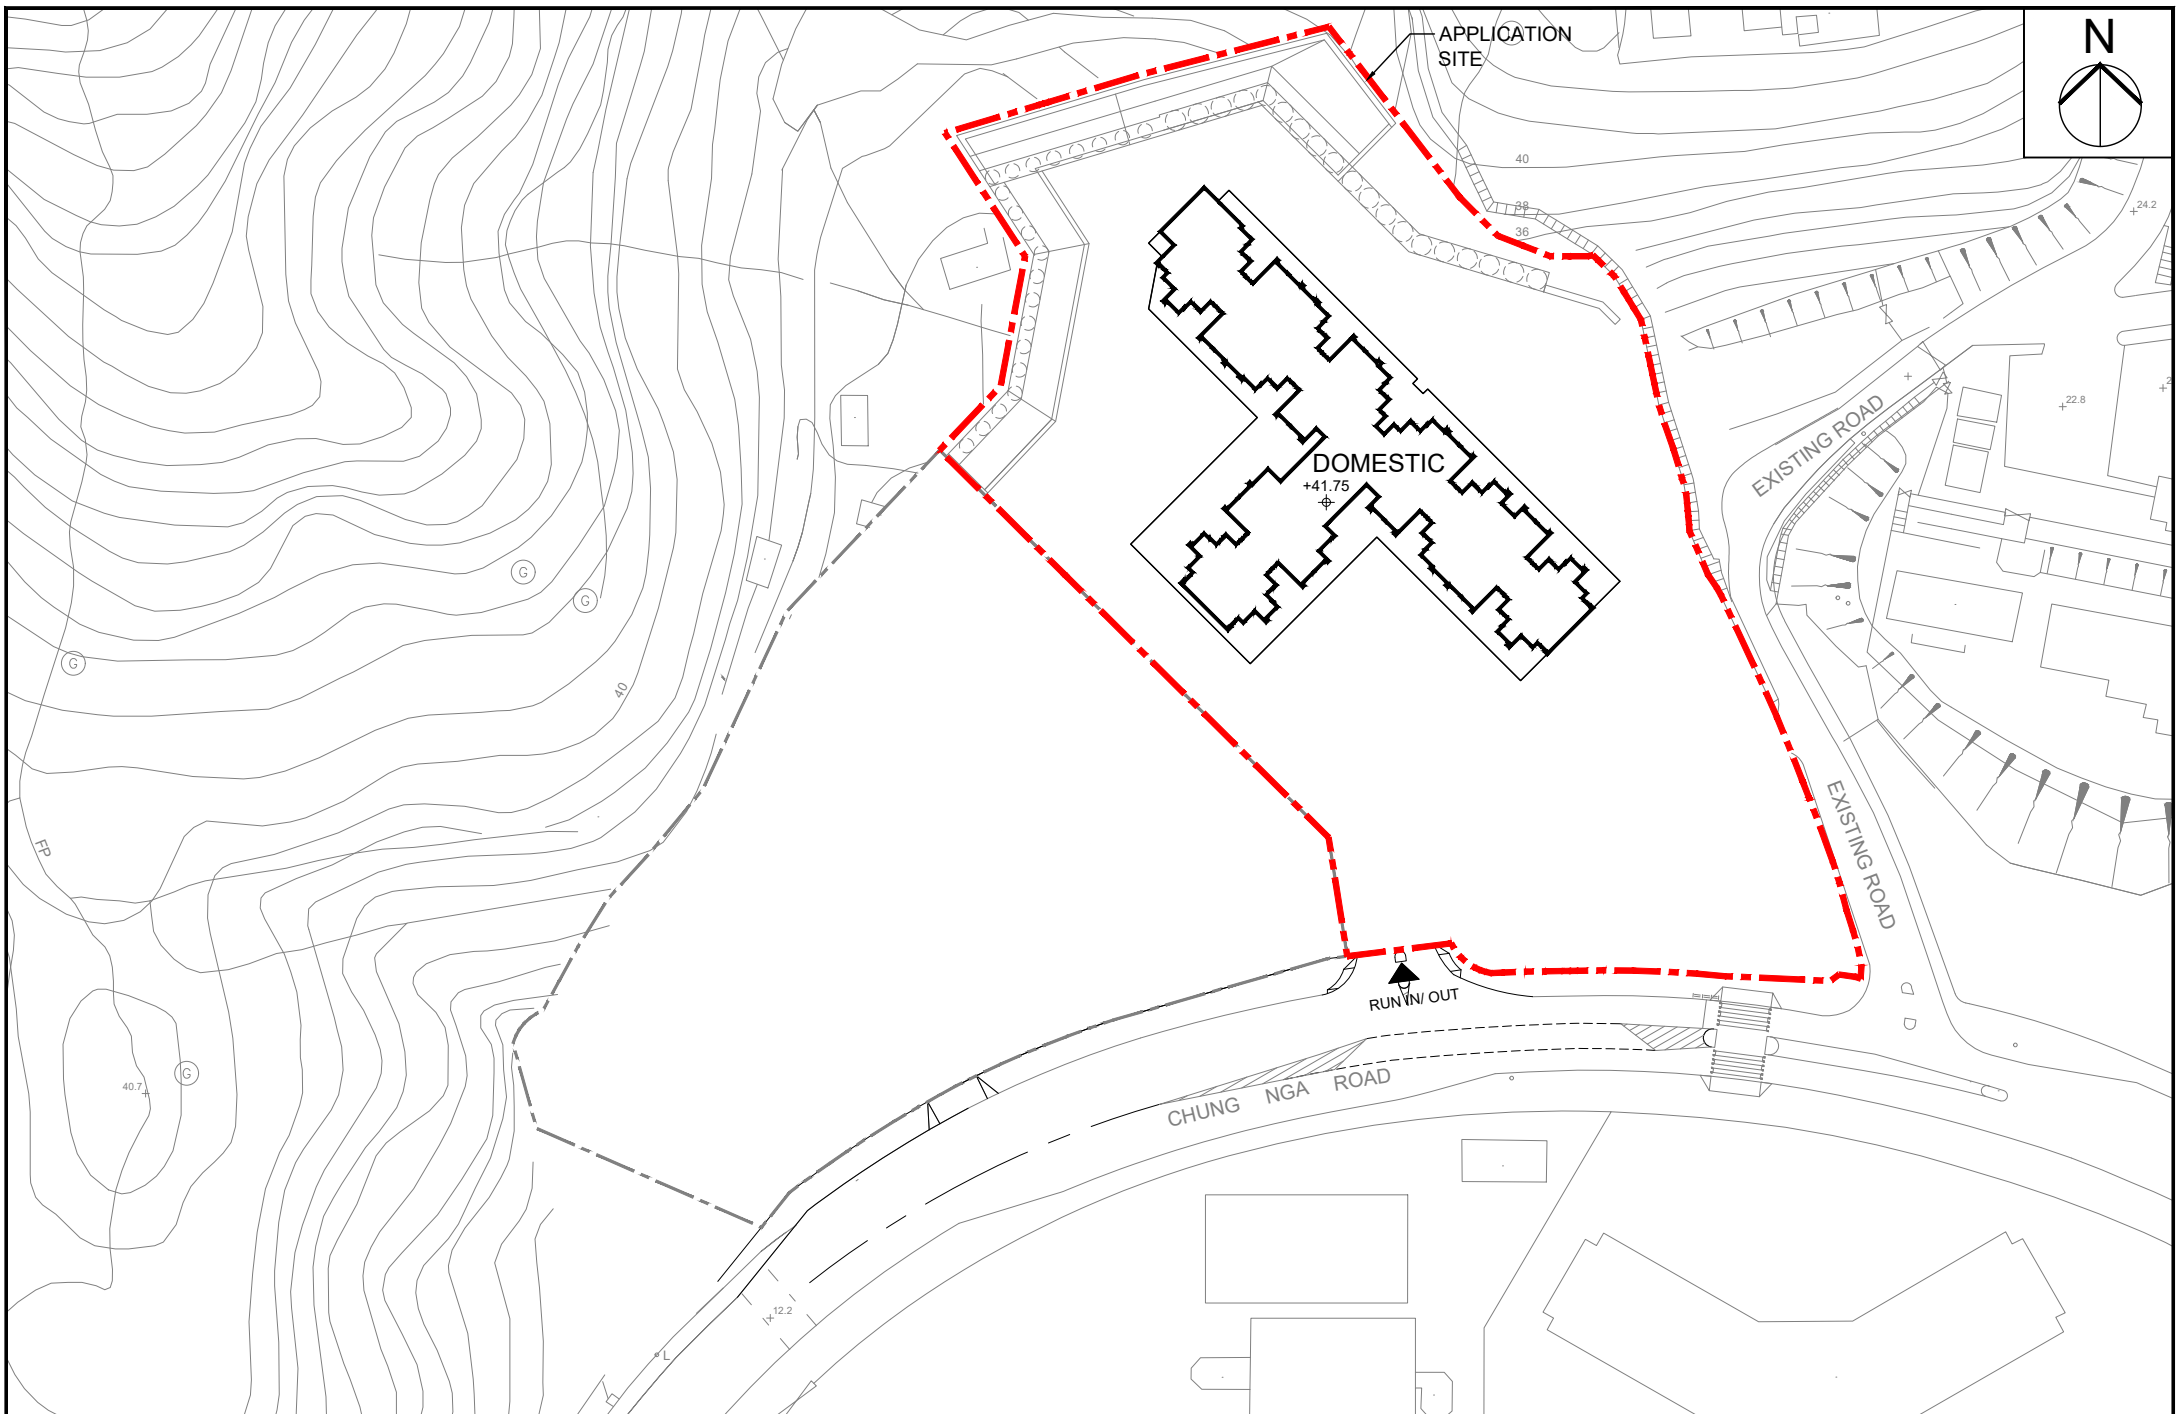 APPLICATION
SITE
N
40
38
36
24.2
22.8
EXISTING ROAD
DOMESTIC
+41.75
G
G
G
40
FP
EXISTING ROAD
RUN IN/ OUT
G
40.7
CHUNG NGA ROAD
12.2
L